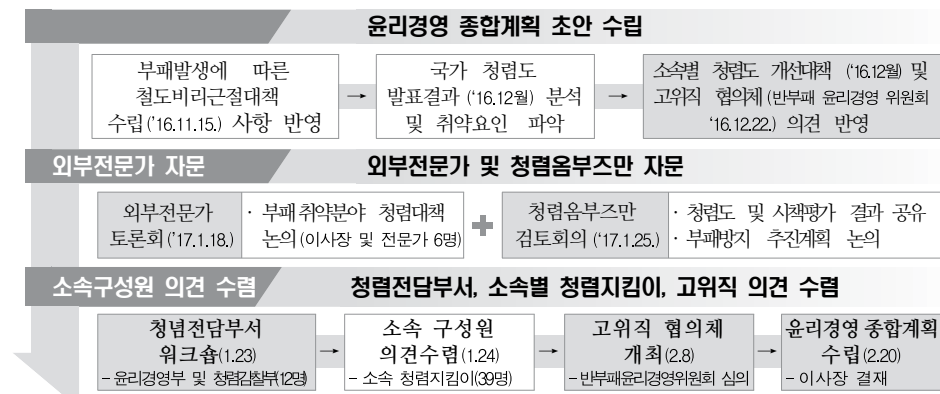 윤리경영 종합계획 초안 수립
부패발생에 따른
철도비리근절대책
수립('16.11.15.) 사항 반영
→
국가 청렴도
발표결과 ('16.12월) 분석
및 취약요인 파악
→
소속별 청렴도 개선대책 ('16.12월) 및
고위직 협의체 (반부패 윤리경영 위원회
'16.12.22.) 의견 반영
외부전문가 자문
외부전문가 및 청렴옴부즈만 자문
외부전문가
토론회('17.1.18.)
· 부패 취약분야 청렴대책
논의(이사장 및 전문가 6명)
+
청렴옴부즈만
검토회의 ('17.1.25.)
· 청렴도 및 시책평가 결과 공유
· 부패방지 추진계획 논의
소속구성원 의견 수렴
청렴전담부서, 소속별 청렴지킴이, 고위직 의견 수렴
청념전담부서
워크숍(1.23)
– 윤리경영부 및 청렴감찰부(12명)
→
소속 구성원
의견수렴(1.24)
– 소속 청렴지킴이(39명)
→
고위직 협의체
개최(2.8)
–반부패윤리경영위원회 심의
→
윤리경영 종합계획
수립(2.20)
– 이사장 결재